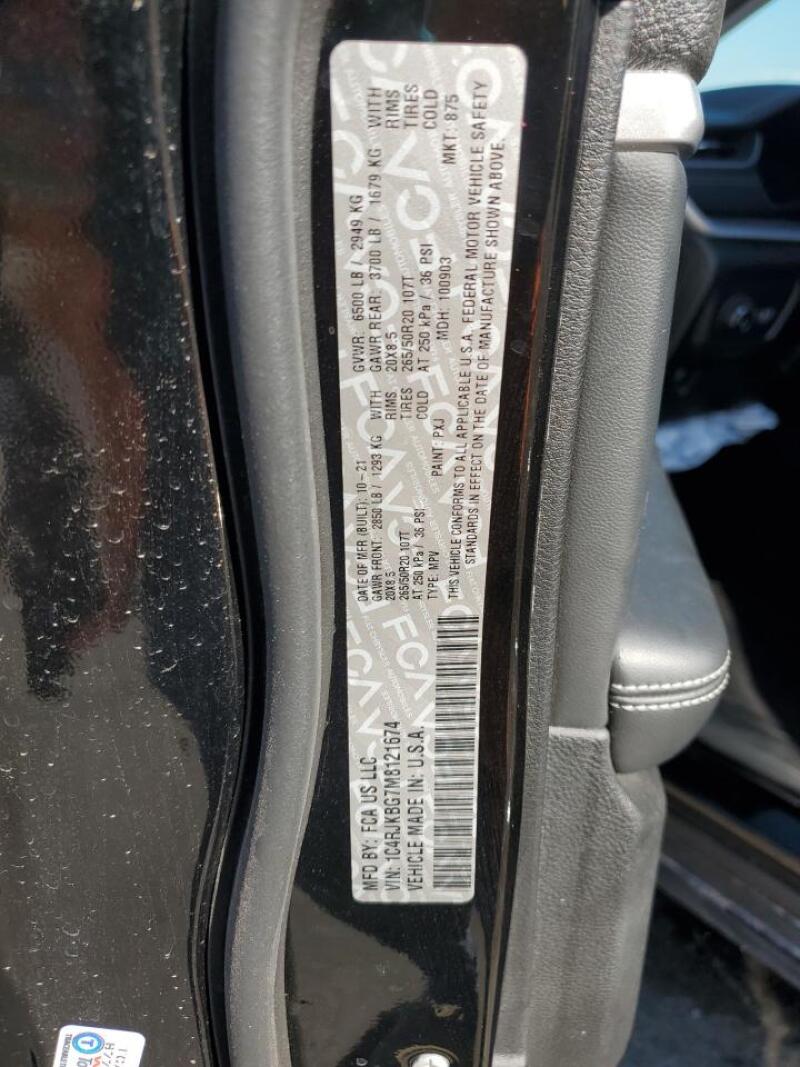 MFD BY: FCA US LLC
DATE OF MFR (BUILT): 10-21 GVWR: 6500 LB / 2949 KG
VIN: 1C4RJKBG7M8121674
GAWR FRONT: 2850 LB / 1293 KG WITH GAWR REAR: 3700 LB / 1679 KG WITH
20X8.5 RIMS 20X8.5 RIMS
VEHICLE MADE IN: U.S.A.
265/50R20 107T TIRES 265/50R20 107T TIRES
AT 250 kPa / 36 PSI COLD AT 250 kPa / 36 PSI COLD
TYPE: MPV PAINT: PXJ MDH: 100903 MKT: 875
THIS VEHICLE CONFORMS TO ALL APPLICABLE U.S.A. FEDERAL MOTOR VEHICLE SAFETY
STANDARDS IN EFFECT ON THE DATE OF MANUFACTURE SHOWN ABOVE.
FCA